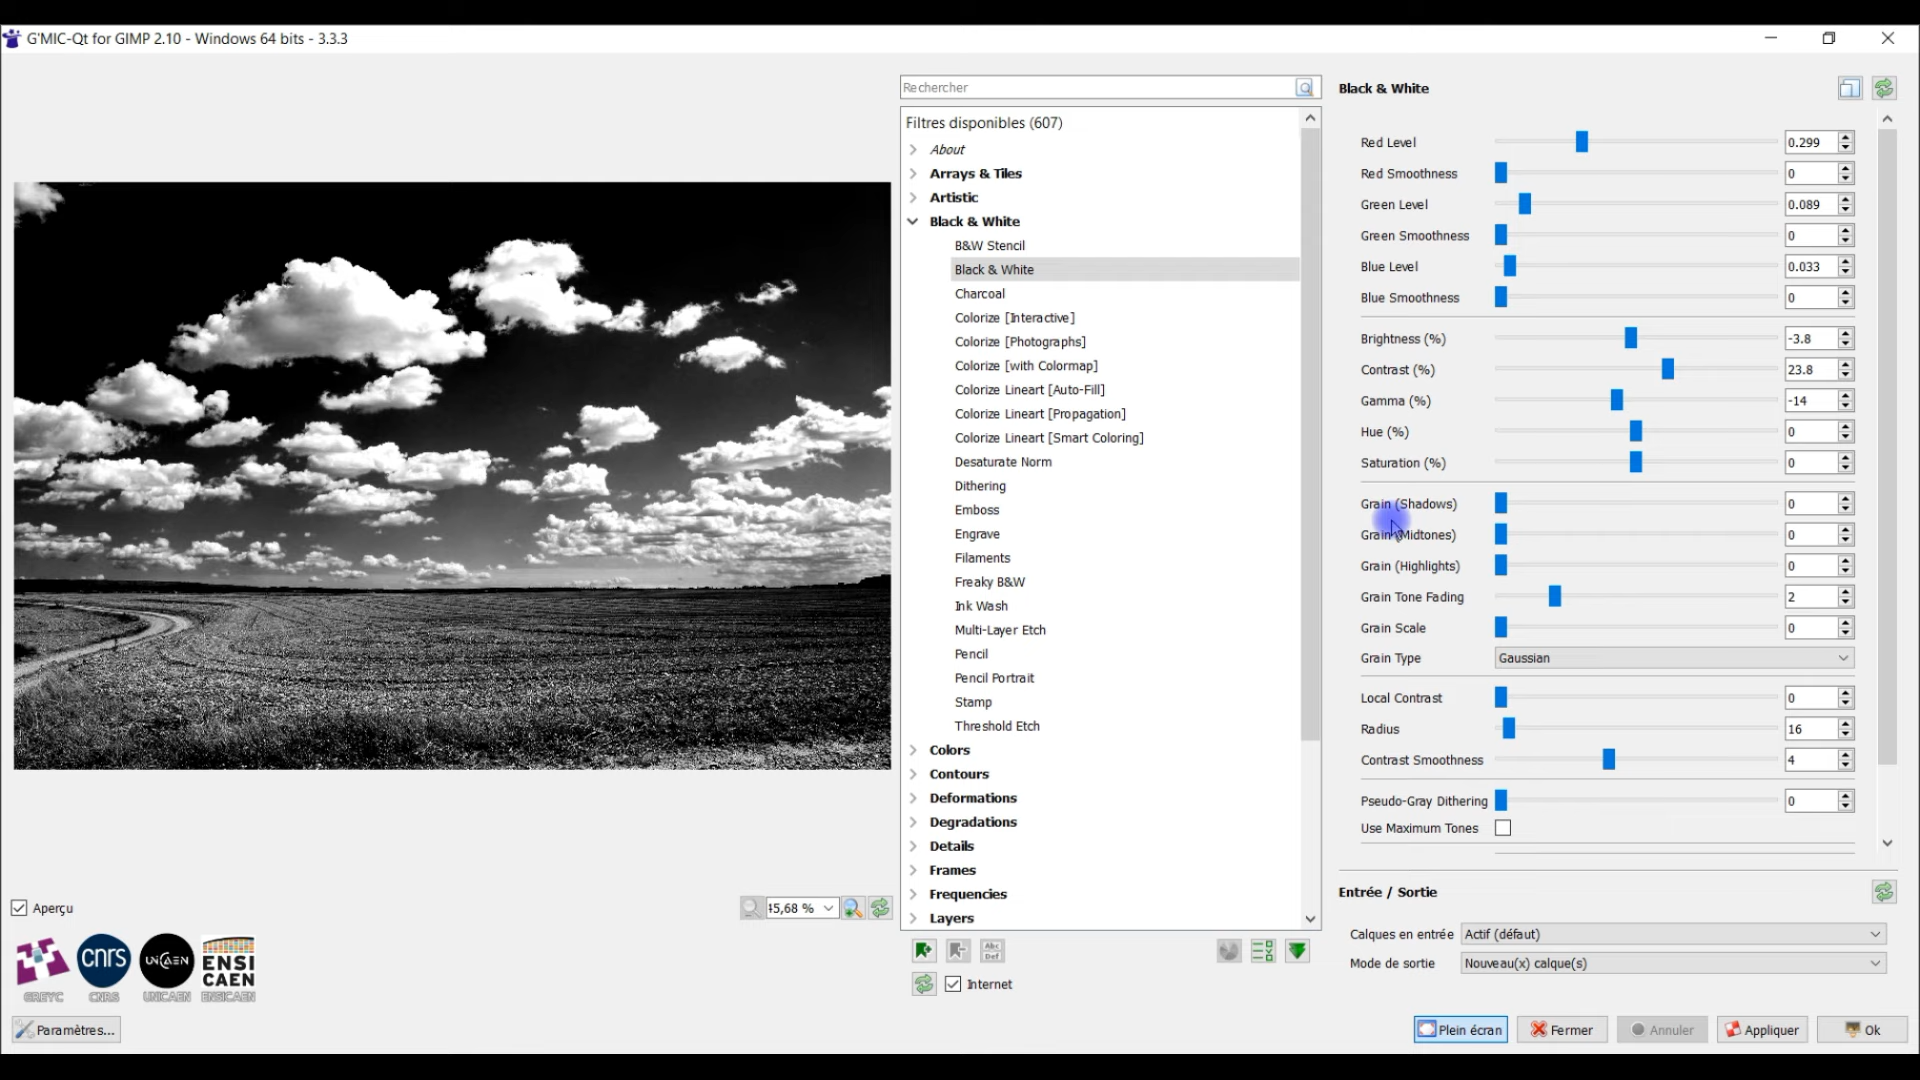 G'MIC-Qt for GIMP 2.10 - Windows 64 bits - 3.3.3
Rechercher
Filtres disponibles (607)
About
Arrays & Tiles
Artistic
Black & White
B&W Stencil
Black & White
Charcoal
Colorize [Interactive]
Colorize [Photographs]
Colorize [with Colormap]
Colorize Lineart [Auto-Fill]
Colorize Lineart [Propagation]
Colorize Lineart [Smart Coloring]
Desaturate Norm
Dithering
Emboss
Engrave
Filaments
Freaky B&W
Ink Wash
Multi-Layer Etch
Pencil
Pencil Portrait
Stamp
Threshold Etch
Colors
Contours
Deformations
Degradations
Details
Frames
Frequencies
Layers
Abc
Def
Internet
Black & White
Red Level 0.299
Red Smoothness 0
Green Level 0.089
Green Smoothness 0
Blue Level 0.033
Blue Smoothness 0
Brightness (%) -3.8
Contrast (%) 23.8
Gamma (%) -14
Hue (%) 0
Saturation (%) 0
Grain (Shadows) 0
Grain (Midtones) 0
Grain (Highlights) 0
Grain Tone Fading 2
Grain Scale 0
Grain Type Gaussian
Local Contrast 0
Radius 16
Contrast Smoothness 4
Pseudo-Gray Dithering 0
Use Maximum Tones
Entrée / Sortie
Calques en entrée Actif (défaut)
Mode de sortie Nouveau(x) calque(s)
Aperçu
15,68 %
cnrs
UNICAEN
ENSI
CAEN
GREYC CNRS UNICAEN ENSICAEN
Paramètres...
Plein écran Fermer Annuler Appliquer Ok